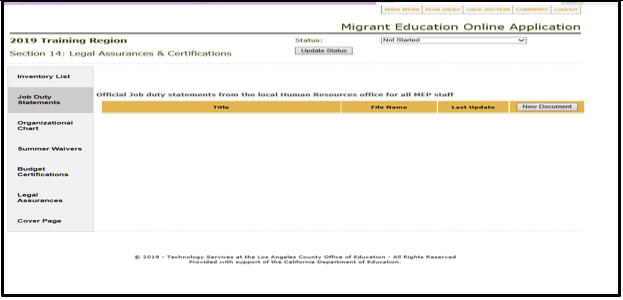 MAIN MENU PLAN INDEX VIEW SECTION COMMENTS LOGOUT
Migrant Education Online Application
2019 Training Region Status: Not Started
Section 14: Legal Assurances & Certifications Update Status
Inventory List
Job Duty
Statements
Official Job duty statements from the local Human Resources office for all MEP staff
Title File Name Last Update New Document
Organizational
Chart
Summer Waivers
Budget
Certifications
Legal
Assurances
Cover Page
© 2019 - Technology Services at the Los Angeles County Office of Education - All Rights Reserved
Provided with support of the California Department of Education.